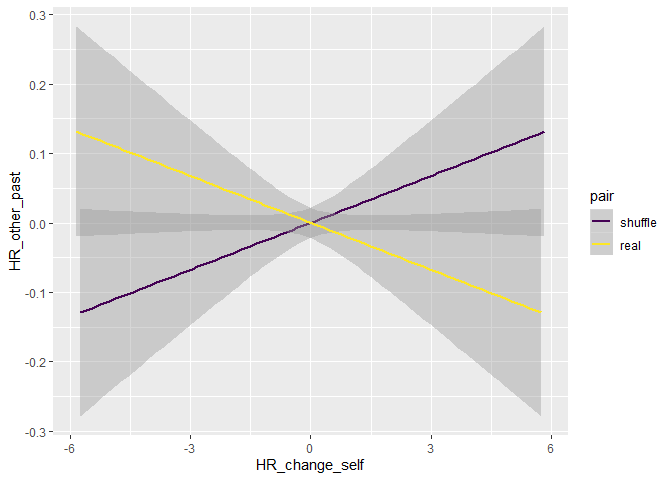 0.3
0.2
0.1
0.0
-0.1
-0.2
-0.3
HR_other_past
-6
-3
0
3
6
HR_change_self
pair
shuffle
real